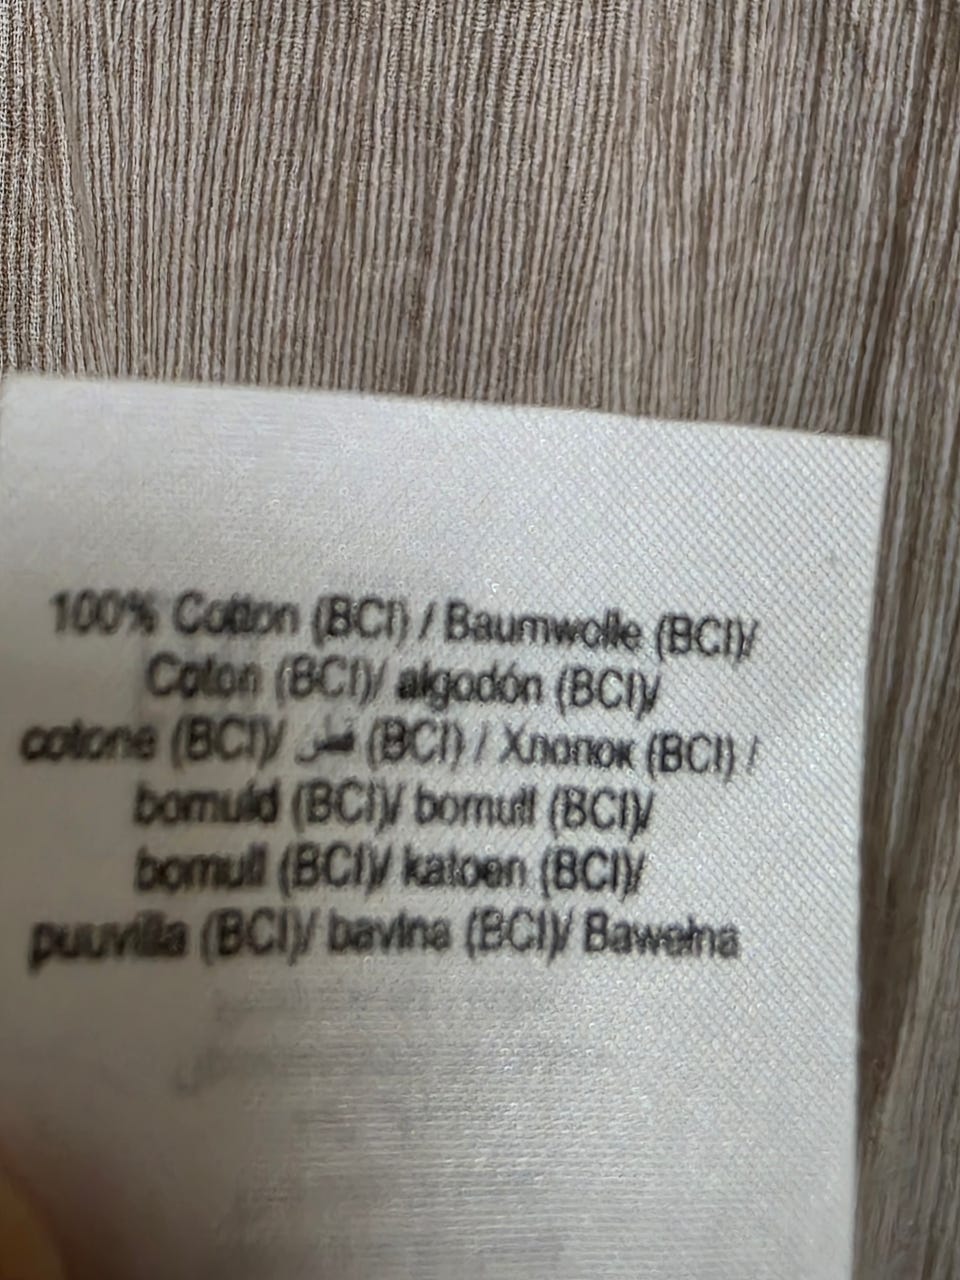 100% Cotton (BCI) / Baumwolle (BCI)/
Coton (BCI)/ algodón (BCI)/
cotone (BCI)/ (BCI) / Хлопок (BCI) /
bomuld (BCI)/ bomull (BCI)/
bomull (BCI)/ katoen (BCI)/
puuvilla (BCI)/ bavlna (BCI)/ Bawełna